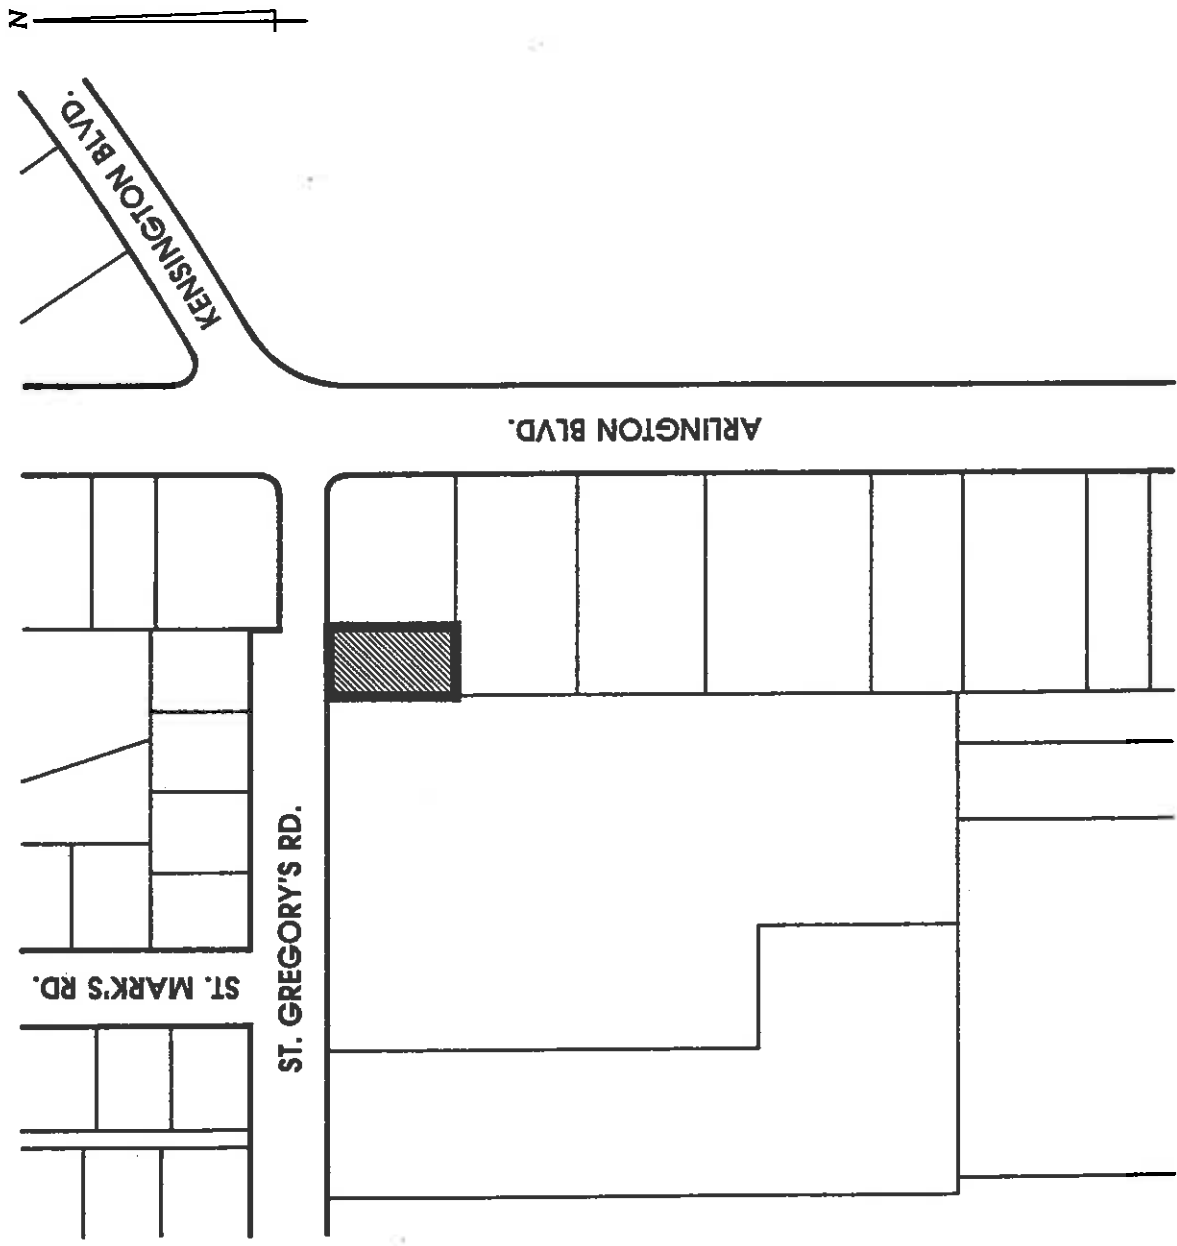 N
KENSINGTON BLVD.
ARLINGTON BLVD.
ST. GREGORY'S RD.
ST. MARK'S RD.